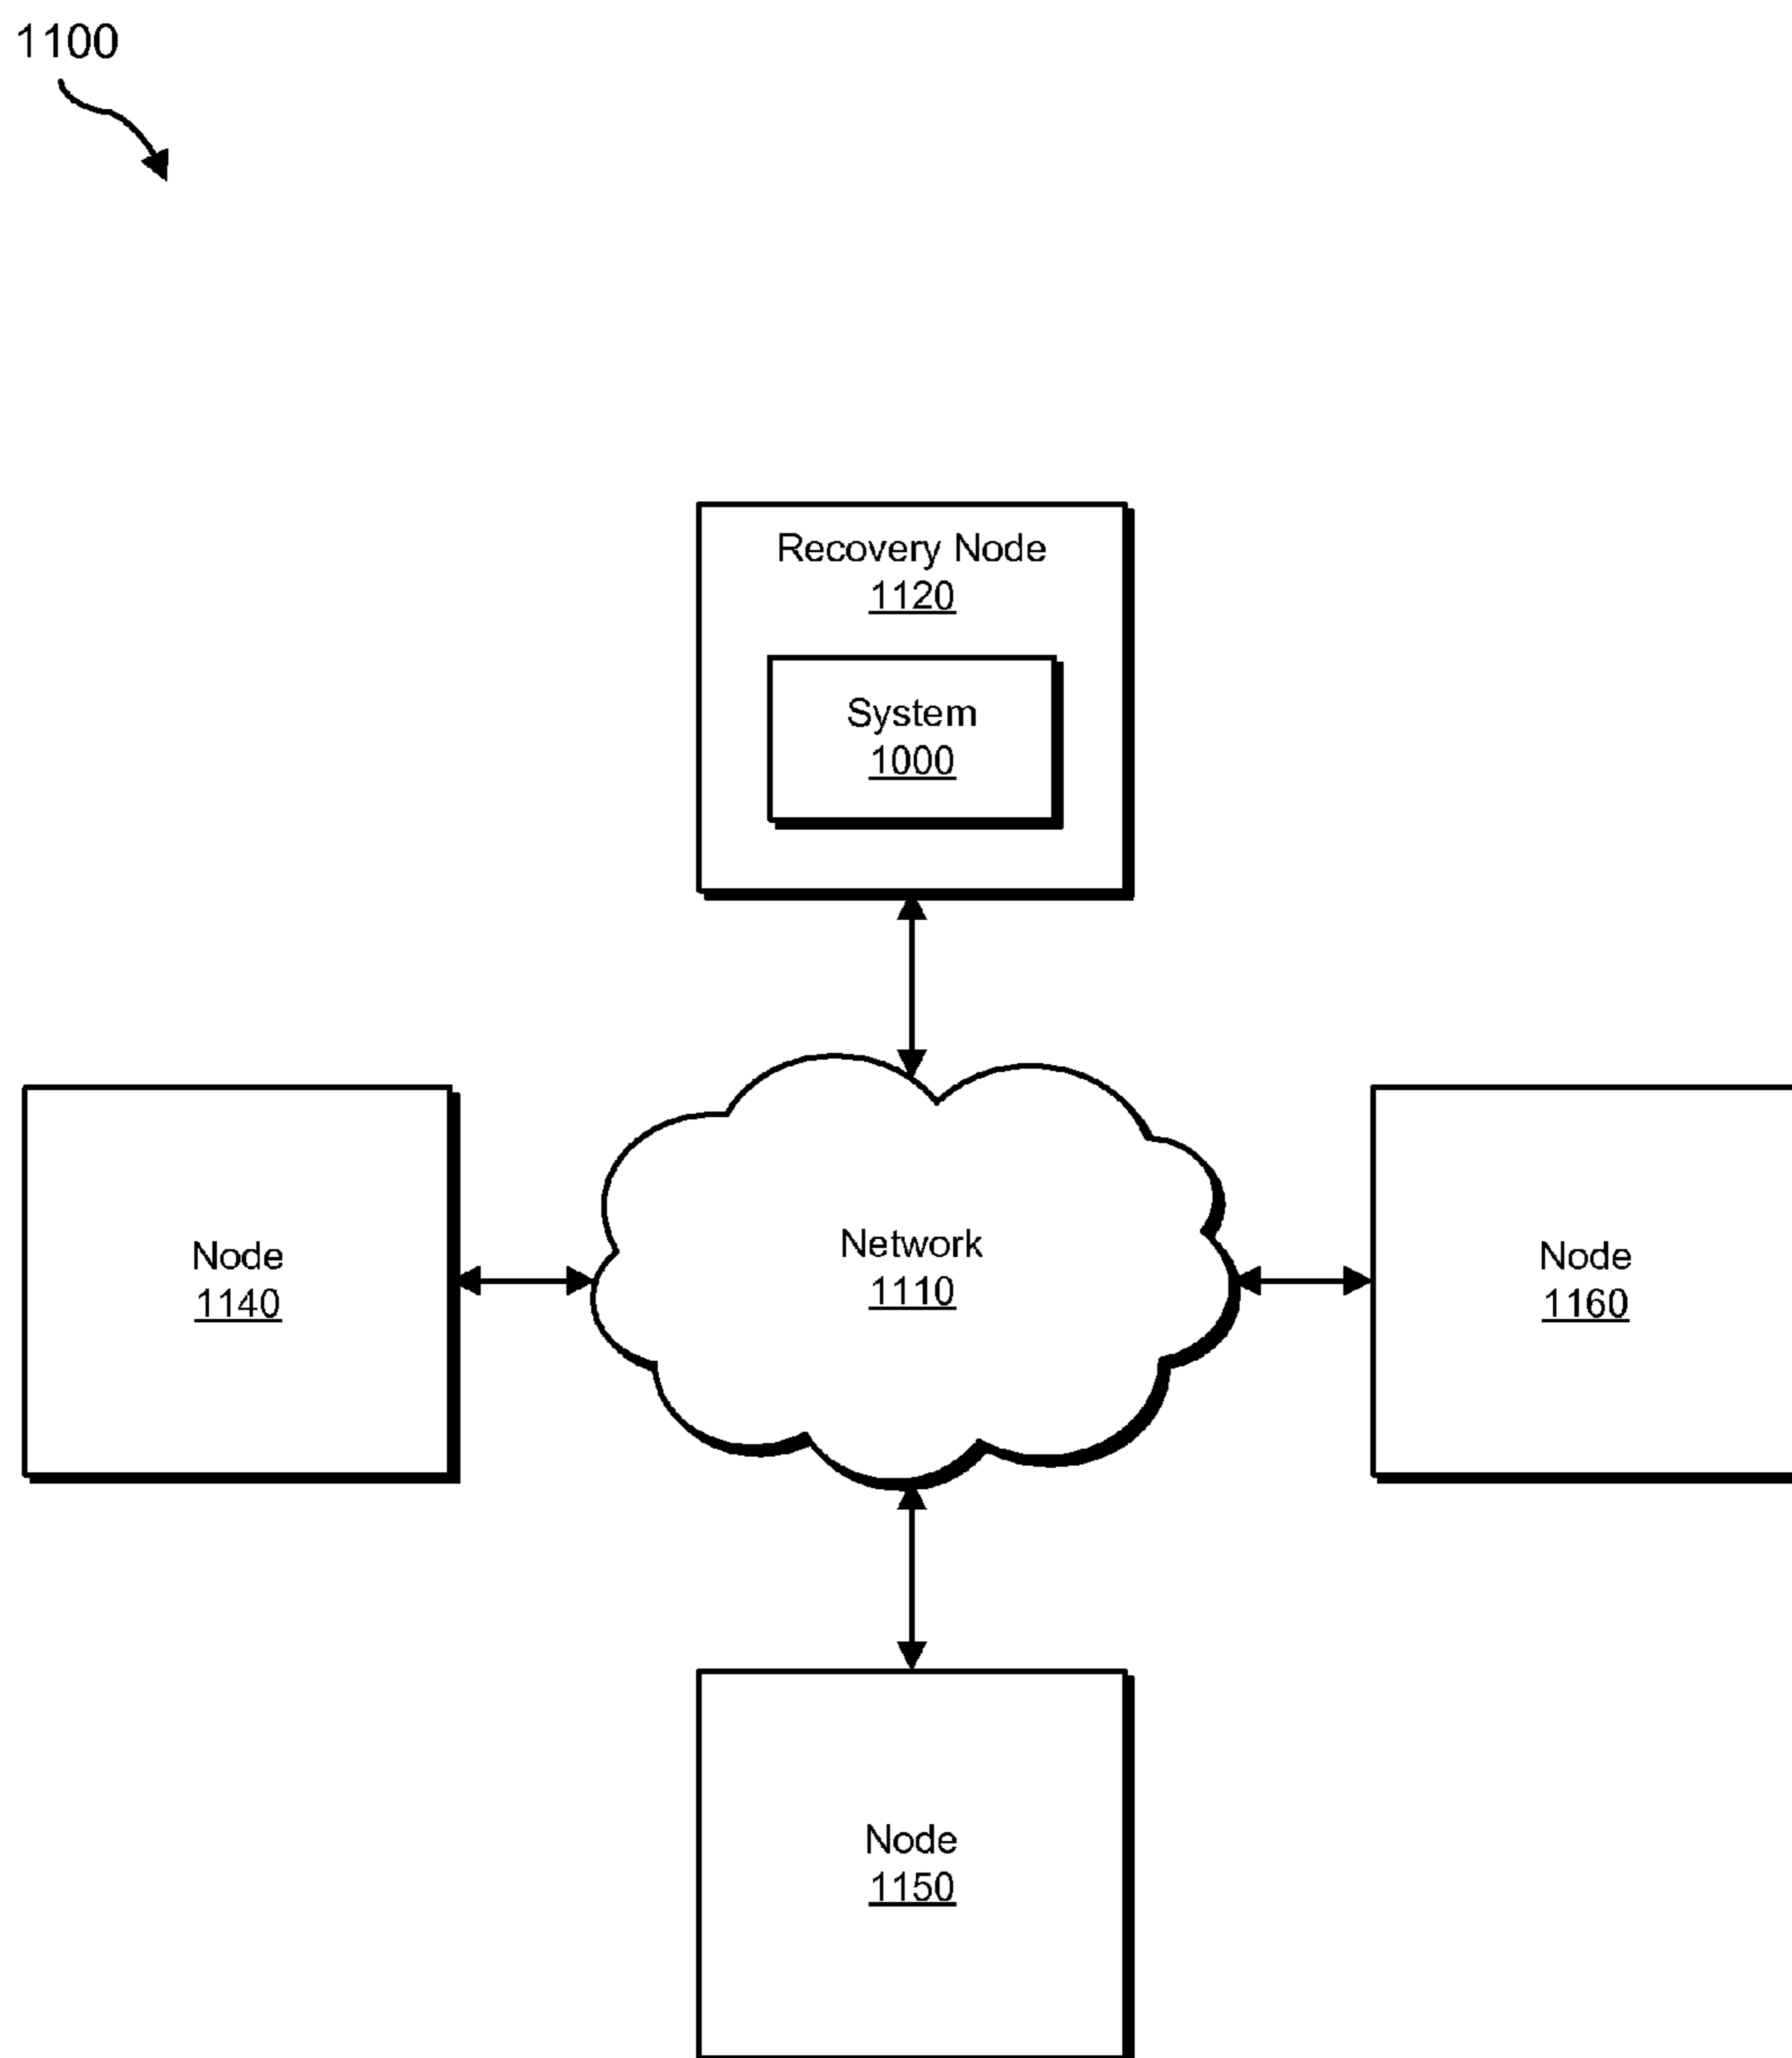 1100
Recovery Node
1120
System
1000
Node
1140
Network
1110
Node
1160
Node
1150